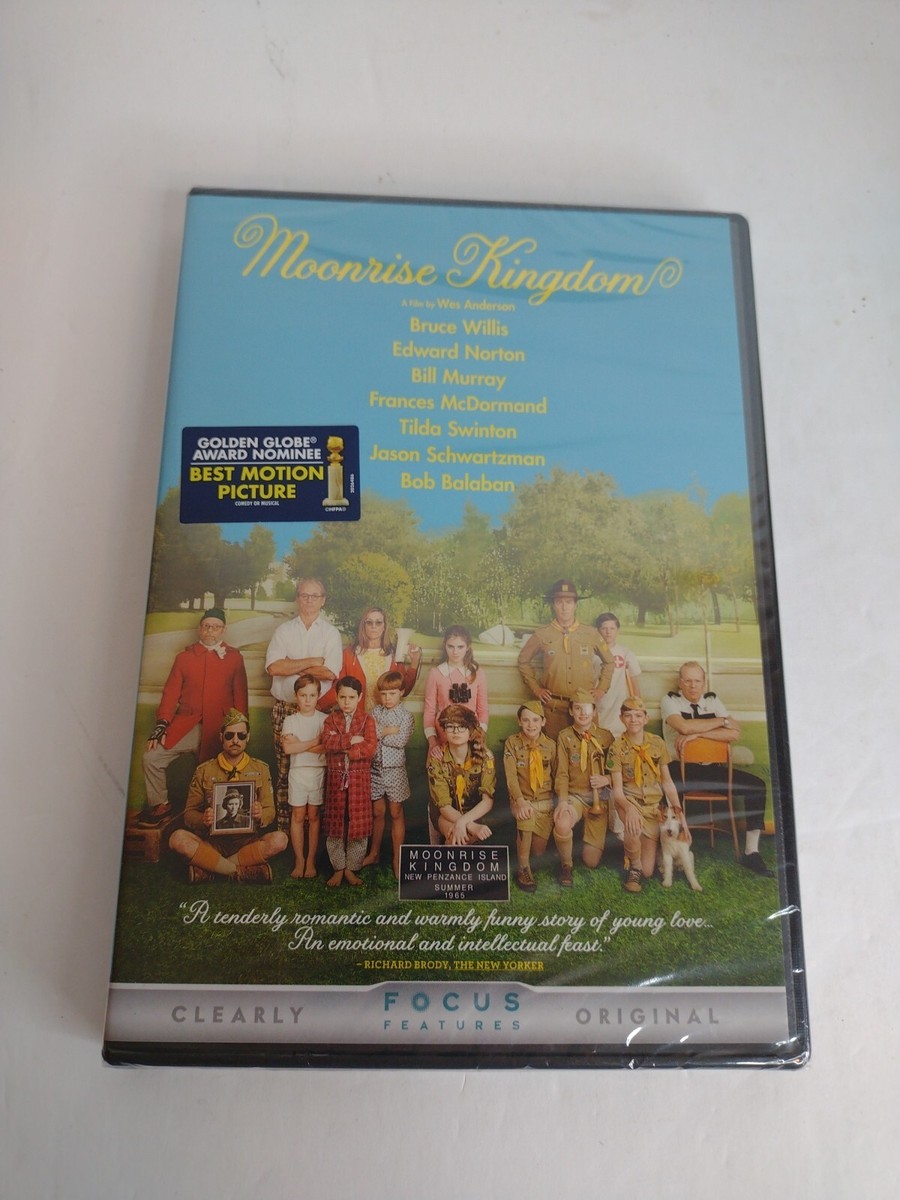 Moonrise Kingdom
A Film by Wes Anderson
Bruce Willis
Edward Norton
Bill Murray
Frances McDormand
Tilda Swinton
Jason Schwartzman
Bob Balaban
GOLDEN GLOBE®
AWARD NOMINEE
BEST MOTION
PICTURE
COMEDY OR MUSICAL
©HFPA®
MOONRISE
KINGDOM
NEW PENZANCE ISLAND
SUMMER
1965
“A tenderly romantic and warmly funny story of young love...
An emotional and intellectual feast.”
– RICHARD BRODY, THE NEW YORKER
CLEARLY
FOCUS
FEATURES
ORIGINAL